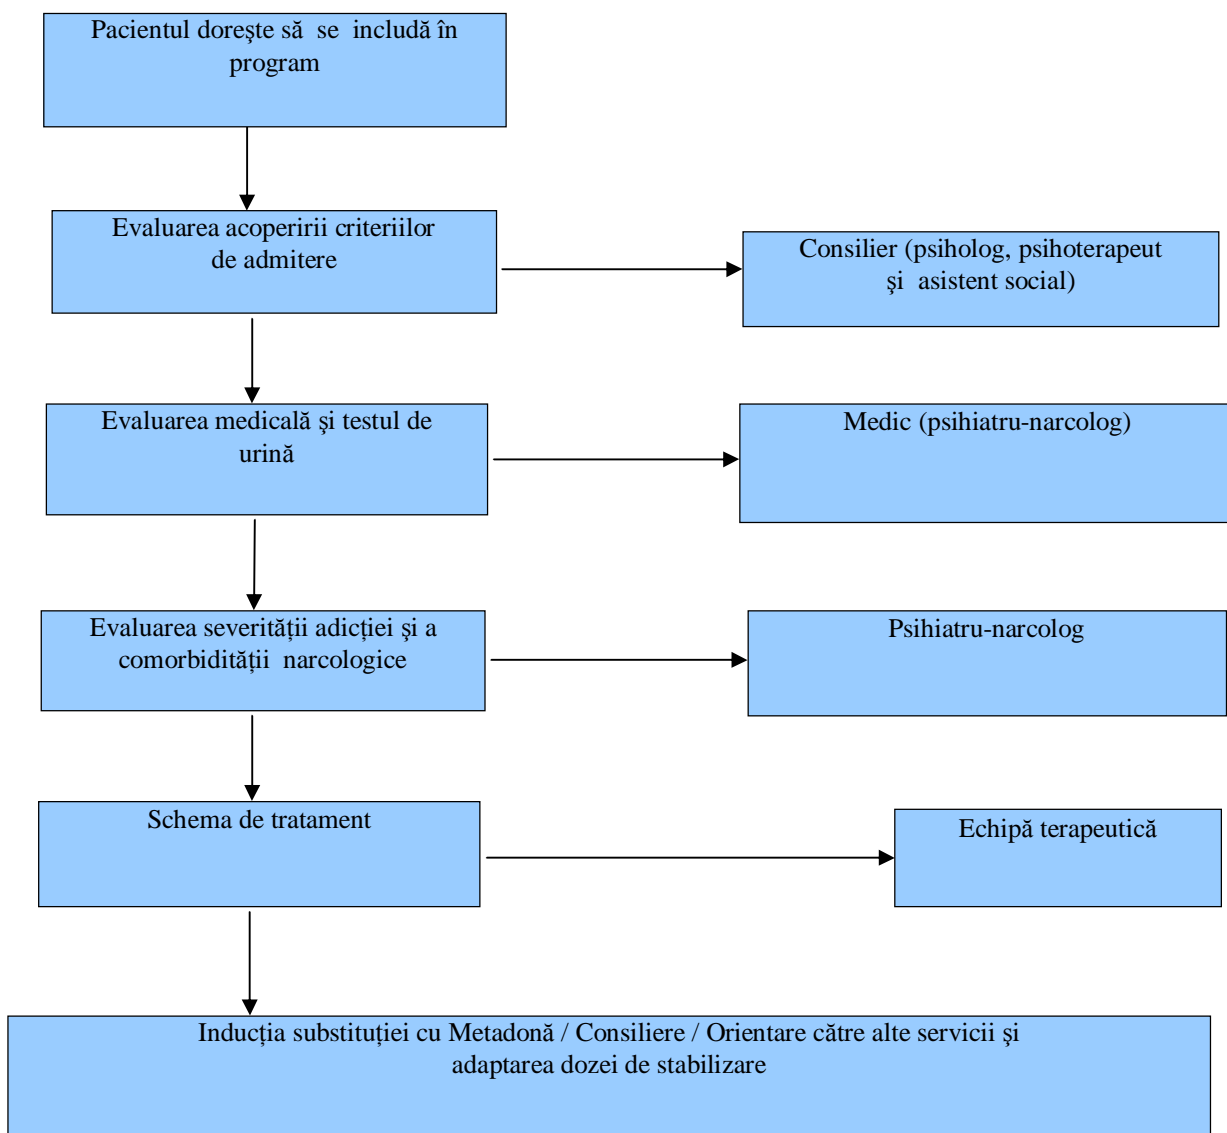 Pacientul doreşte să se includă în
program
Evaluarea acoperirii criteriilor
de admitere
Consilier (psiholog, psihoterapeut
şi asistent social)
Evaluarea medicală şi testul de
urină
Medic (psihiatru-narcolog)
Evaluarea severității adicției şi a
comorbidității narcologice
Psihiatru-narcolog
Schema de tratament
Echipă terapeutică
Inducția substituției cu Metadonă / Consiliere / Orientare către alte servicii şi
adaptarea dozei de stabilizare